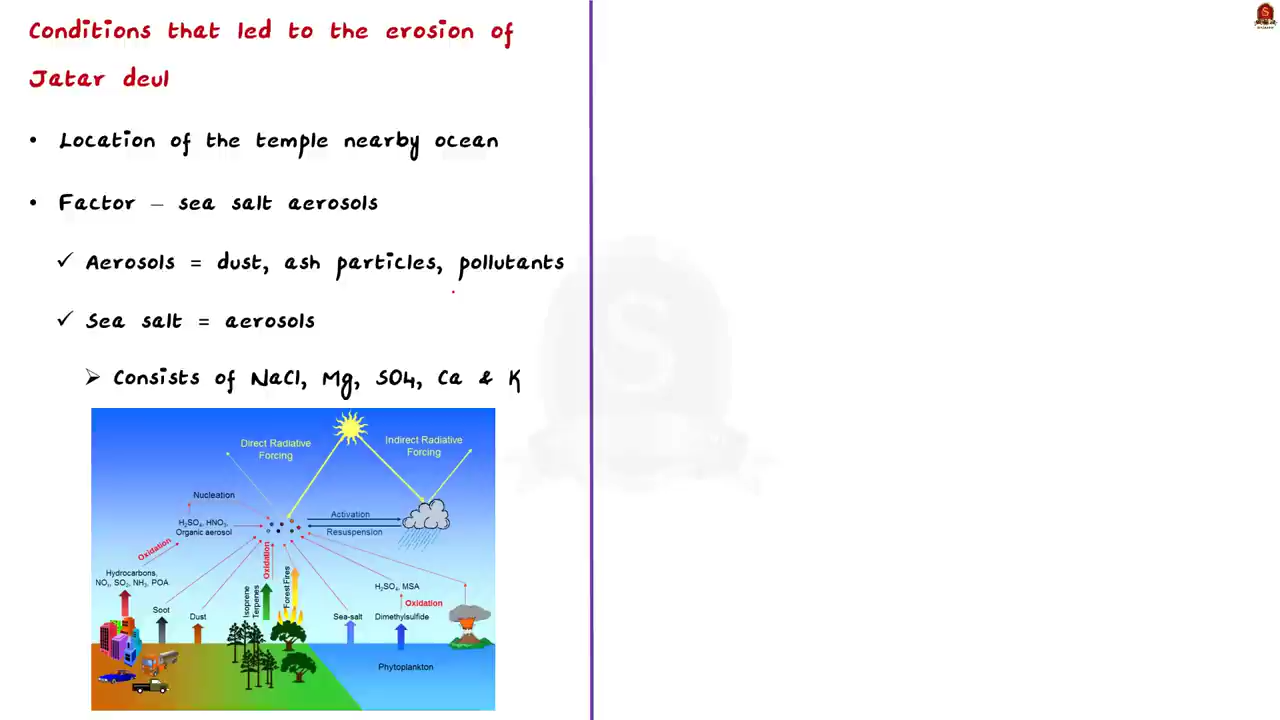 Conditions that led to the erosion of
Jatar deul
• Location of the temple nearby ocean
• Factor – sea salt aerosols
✓ Aerosols = dust, ash particles, pollutants
✓ Sea salt = aerosols
➤ Consists of NaCl, Mg, SO4, Ca & K
Direct Radiative
Forcing
Indirect Radiative
Forcing
Nucleation
Activation
Resuspension
H2SO4, HNO3,
Organic aerosol
Oxidation
Oxidation
Hydrocarbons,
NOx, SO2, NH3, POA
Isoprene
Terpenes
Forest Fires
H2SO4, MSA
Oxidation
Soot
Dust
Sea-salt
Dimethylsulfide
Phytoplankton
S
S